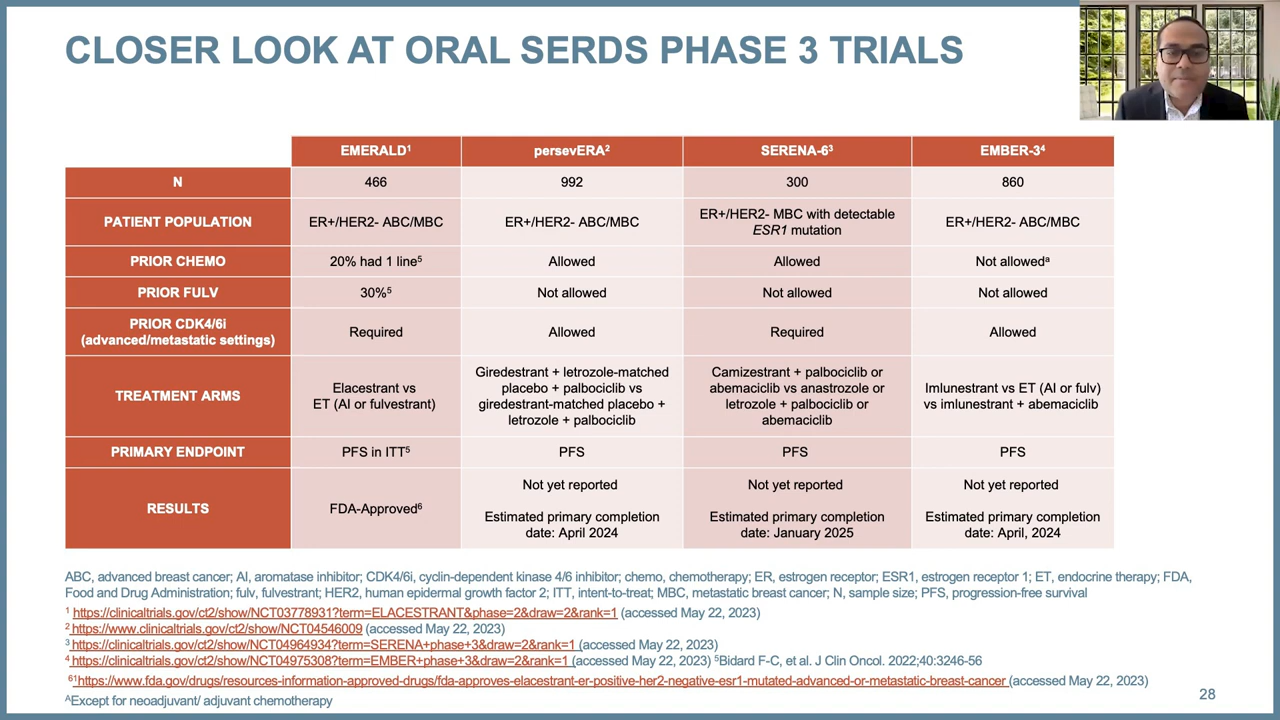 CLOSER LOOK AT ORAL SERDS PHASE 3 TRIALS
EMERALD¹ persevERA² SERENA-6³ EMBER-3⁴
N 466 992 300 860
PATIENT POPULATION ER+/HER2- ABC/MBC ER+/HER2- ABC/MBC ER+/HER2- MBC with detectable
ESR1 mutation ER+/HER2- ABC/MBC
PRIOR CHEMO 20% had 1 line⁵ Allowed Allowed Not allowedᵃ
PRIOR FULV 30%⁵ Not allowed Not allowed Not allowed
PRIOR CDK4/6i
(advanced/metastatic settings) Required Allowed Required Allowed
TREATMENT ARMS
Elacestrant vs
ET (AI or fulvestrant)
Giredestrant + letrozole-matched
placebo + palbociclib vs
giredestrant-matched placebo +
letrozole + palbociclib
Camizestrant + palbociclib or
abemaciclib vs anastrozole or
letrozole + palbociclib or
abemaciclib
Imlunestrant vs ET (AI or fulv)
vs imlunestrant + abemaciclib
PRIMARY ENDPOINT PFS in ITT⁵ PFS PFS PFS
RESULTS
FDA-Approved⁶
Not yet reported
Estimated primary completion
date: April 2024
Not yet reported
Estimated primary completion
date: January 2025
Not yet reported
Estimated primary completion
date: April, 2024
ABC, advanced breast cancer; AI, aromatase inhibitor; CDK4/6i, cyclin-dependent kinase 4/6 inhibitor; chemo, chemotherapy; ER, estrogen receptor; ESR1, estrogen receptor 1; ET, endocrine therapy; FDA,
Food and Drug Administration; fulv, fulvestrant; HER2, human epidermal growth factor 2; ITT, intent-to-treat; MBC, metastatic breast cancer; N, sample size; PFS, progression-free survival
¹ https://clinicaltrials.gov/ct2/show/NCT03778931?term=ELACESTRANT&phase=2&draw=2&rank=1 (accessed May 22, 2023)
² https://www.clinicaltrials.gov/ct2/show/NCT04546009 (accessed May 22, 2023)
³ https://clinicaltrials.gov/ct2/show/NCT04964934?term=SERENA+phase+3&draw=2&rank=1 (accessed May 22, 2023)
⁴ https://clinicaltrials.gov/ct2/show/NCT04975308?term=EMBER+phase+3&draw=2&rank=1 (accessed May 22, 2023) ⁵Bidard F-C, et al. J Clin Oncol. 2022;40:3246-56
⁶¹https://www.fda.gov/drugs/resources-information-approved-drugs/fda-approves-elacestrant-er-positive-her2-negative-esr1-mutated-advanced-or-metastatic-breast-cancer (accessed May 22, 2023)
ᴬExcept for neoadjuvant/ adjuvant chemotherapy
28